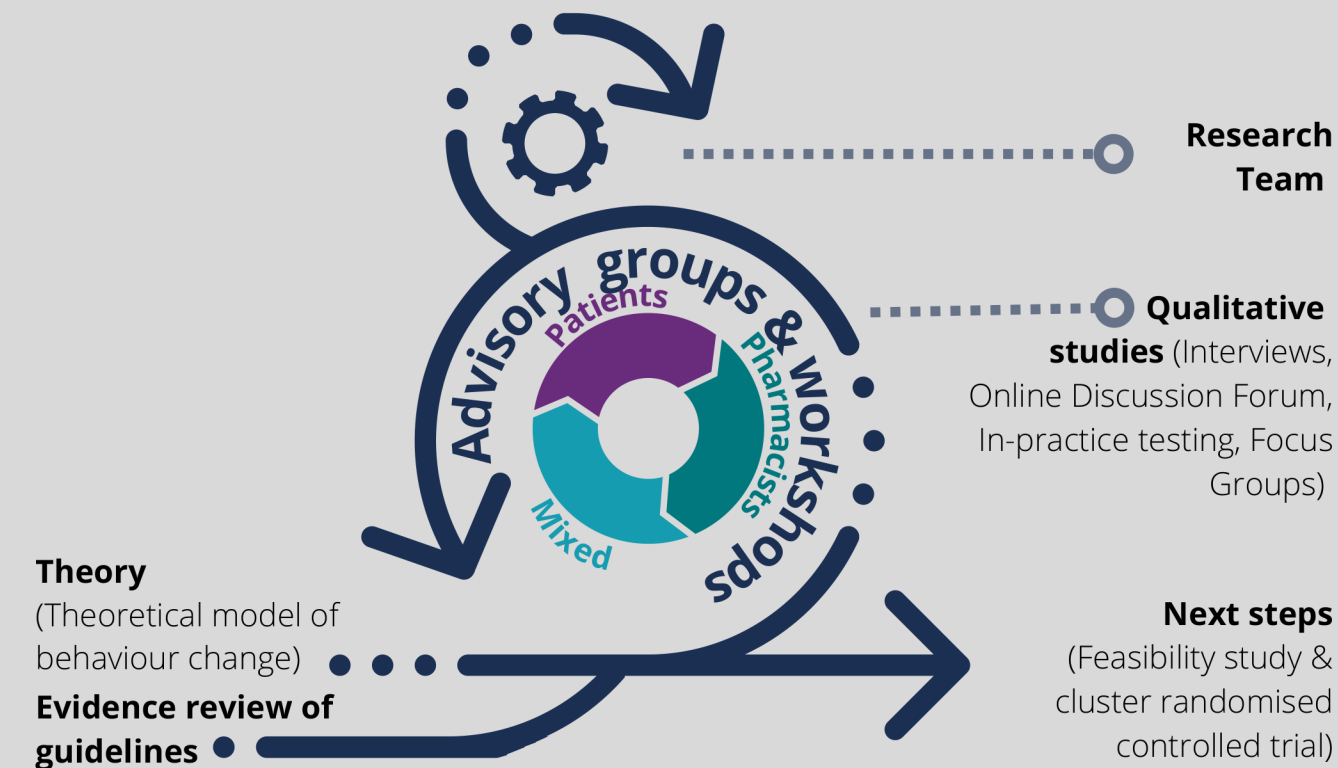 Research
Team
Advisory groups & workshops
Patients
Pharmacists
Mixed
Qualitative
studies (Interviews,
Online Discussion Forum,
In-practice testing, Focus
Groups)
Theory
(Theoretical model of
behaviour change)
Evidence review of
guidelines
Next steps
(Feasibility study &
cluster randomised
controlled trial)